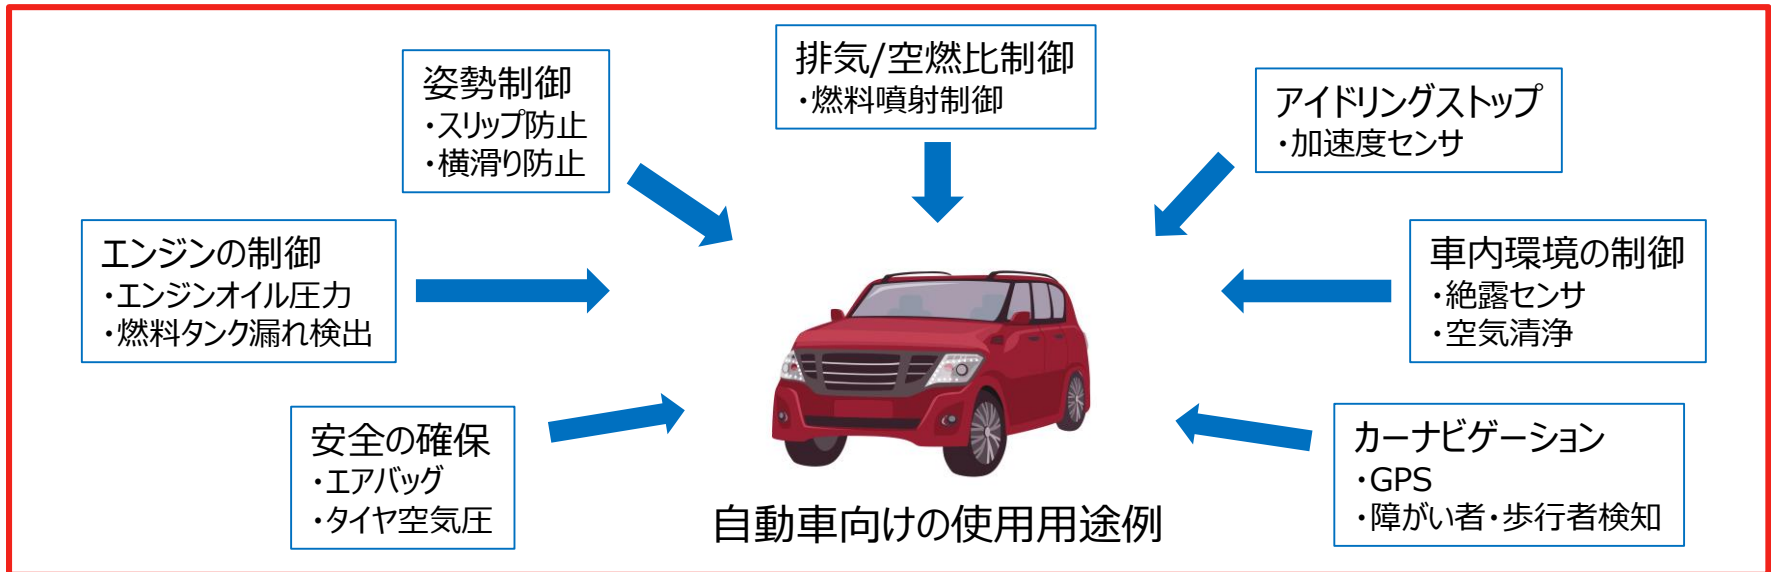 排気/空燃比制御
・燃料噴射制御
姿勢制御
・スリップ防止
・横滑り防止
アイドリングストップ
・加速度センサ
エンジンの制御
・エンジンオイル圧力
・燃料タンク漏れ検出
車内環境の制御
・絶露センサ
・空気清浄
安全の確保
・エアバッグ
・タイヤ空気圧
カーナビゲーション
・GPS
・障がい者・歩行者検知
自動車向けの使用用途例